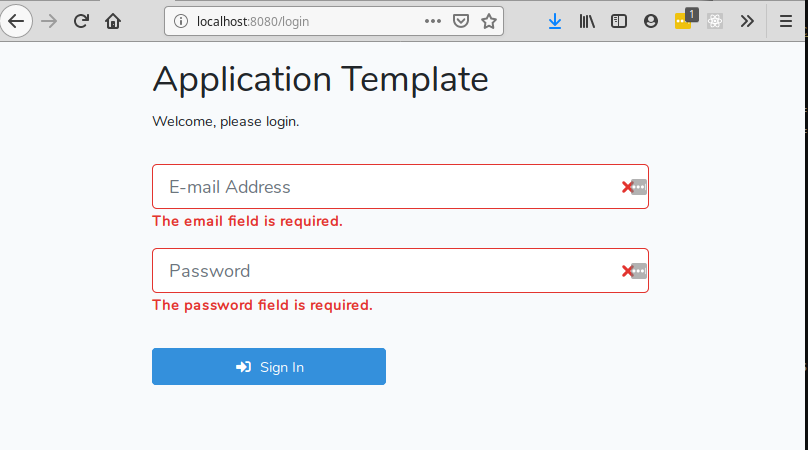 localhost:8080/login
1
Application Template
Welcome, please login.
E-mail Address
The email field is required.
Password
The password field is required.
Sign In